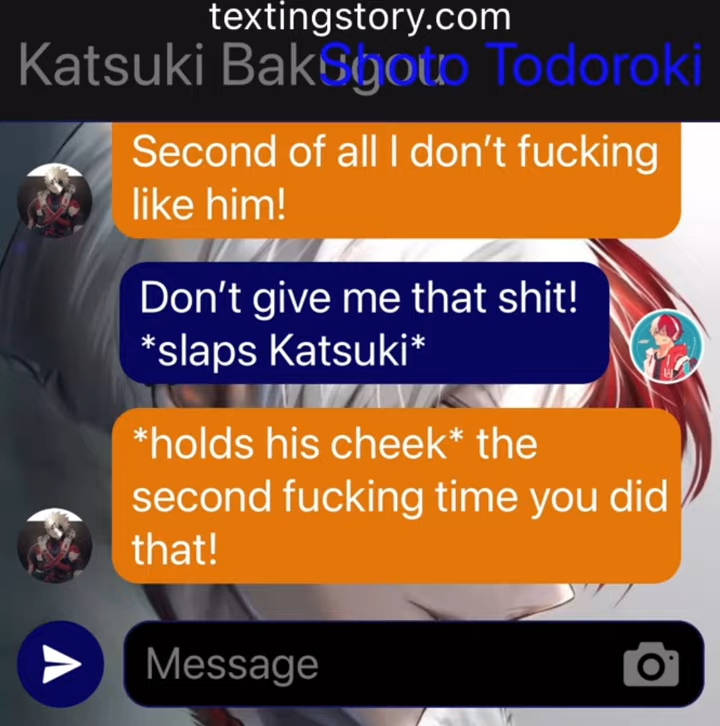 textingstory.com
Katsuki Bakugou Shoto Todoroki
Second of all I don’t fucking
like him!
Don’t give me that shit!
*slaps Katsuki*
*holds his cheek* the
second fucking time you did
that!
Message